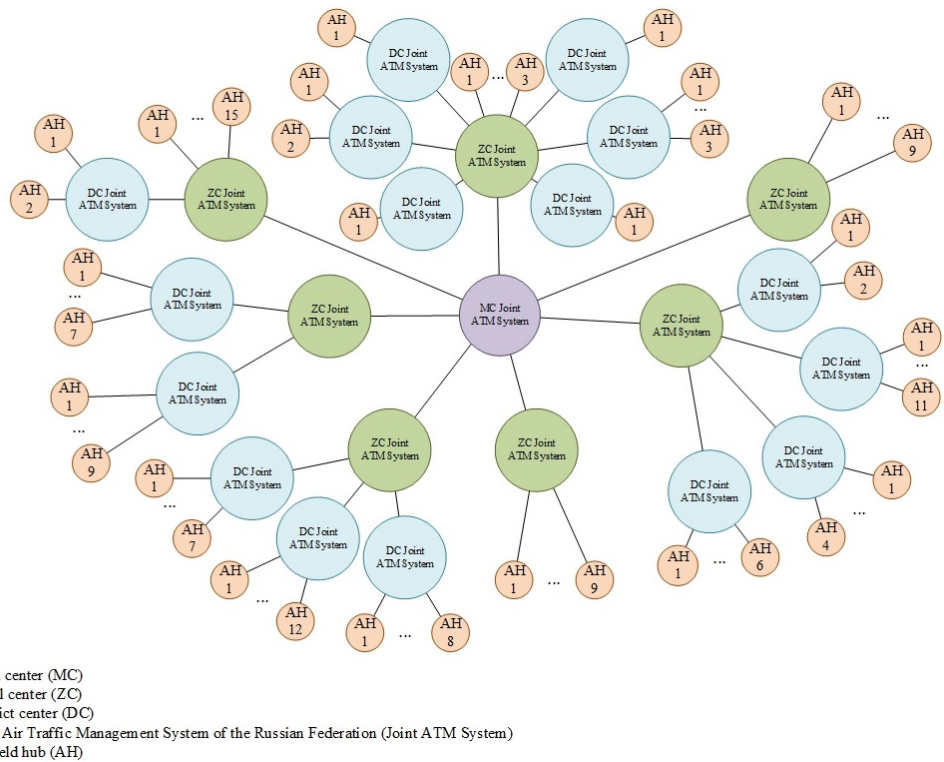 AH
1
DC Joint
ATM System
AH
1
...
AH
3
DC Joint
ATM System
AH
1
AH
1
AH
2
DC Joint
ATM System
ZC Joint
ATM System
DC Joint
ATM System
AH
1
...
AH
3
AH
1
DC Joint
ATM System
DC Joint
ATM System
AH
1
AH
1
AH
2
DC Joint
ATM System
ZC Joint
ATM System
AH
1
...
AH
15
ZC Joint
ATM System
AH
1
...
AH
9
AH
1
...
AH
7
DC Joint
ATM System
ZC Joint
ATM System
MC Joint
ATM System
ZC Joint
ATM System
DC Joint
ATM System
AH
1
AH
2
AH
1
...
AH
9
DC Joint
ATM System
DC Joint
ATM System
AH
1
...
AH
11
AH
1
...
AH
7
DC Joint
ATM System
ZC Joint
ATM System
ZC Joint
ATM System
DC Joint
ATM System
AH
1
...
AH
4
DC Joint
ATM System
AH
1
...
AH
12
DC Joint
ATM System
AH
1
...
AH
8
AH
1
...
AH
9
DC Joint
ATM System
AH
1
...
AH
6
center (MC)
l center (ZC)
ict center (DC)
Air Traffic Management System of the Russian Federation (Joint ATM System)
eld hub (AH)